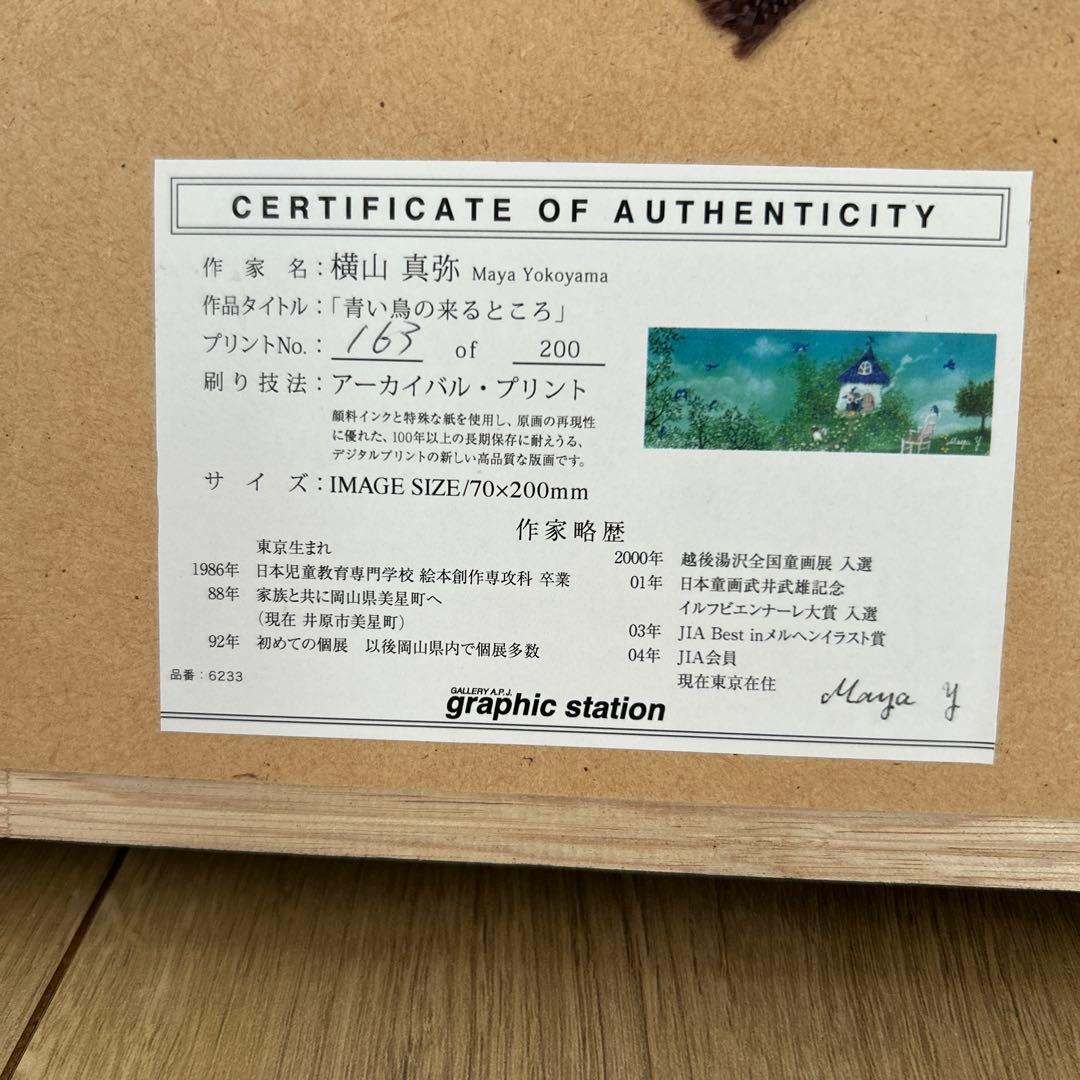 CERTIFICATE OF AUTHENTICITY
作家名：横山 真弥 Maya Yokoyama
作品タイトル：「青い鳥の来るところ」
プリントNo.：163 of 200
刷り技法：アーカイバル・プリント
顔料インクと特殊な紙を使用し、原画の再現性
に優れた、100年以上の長期保存に耐えうる、
デジタルプリントの新しい高品質な版画です。
サイズ：IMAGE SIZE/70×200mm
Maya Y
作家略歴
東京生まれ
1986年 日本児童教育専門学校 絵本創作専攻科 卒業
88年 家族と共に岡山県美星町へ
（現在 井原市美星町）
92年 初めての個展 以後岡山県内で個展多数
2000年 越後湯沢全国童画展 入選
01年 日本童画武井武雄記念
イルフビエンナーレ大賞 入選
03年 JIA Best inメルヘンイラスト賞
04年 JIA会員
現在東京在住
Maya Y
品番：6233
GALLERY A.P.J.
graphic station